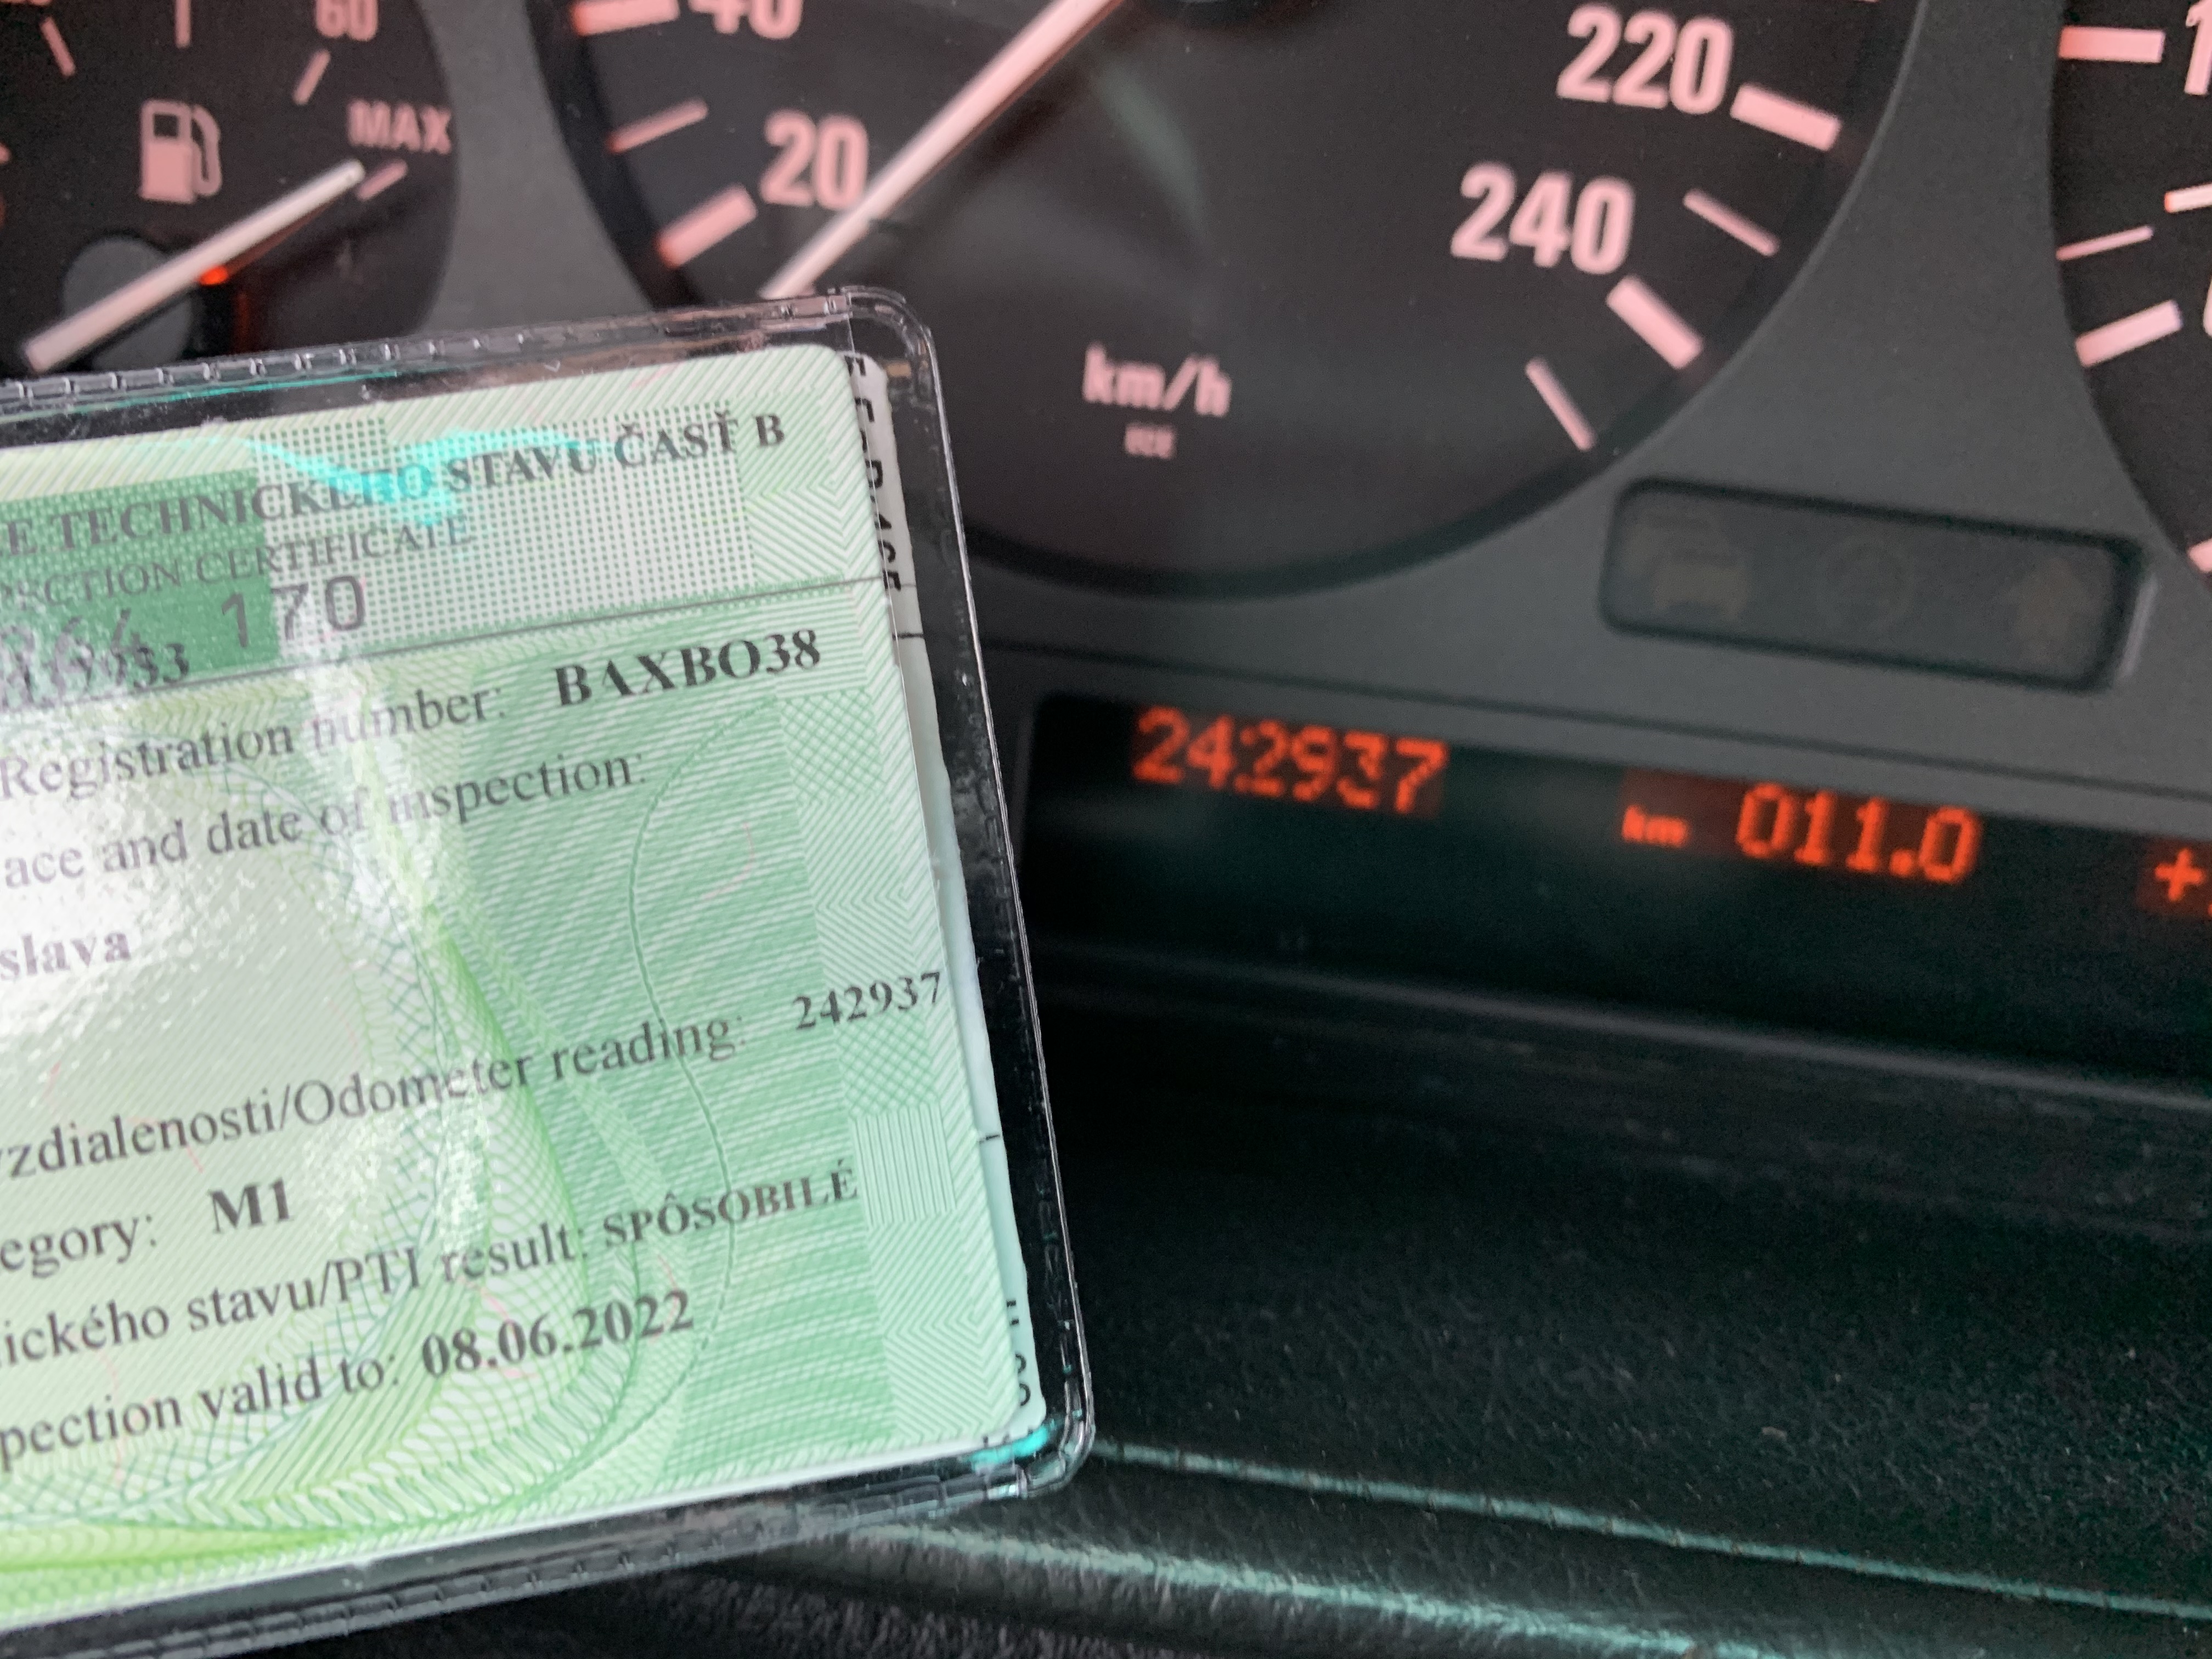 60
MAX
40
20
220
240
km/h
242937
km 011.0
E TECHNICKÉHO STAVU ČASŤ B
CERTIFICATE
170
Registration number: BAXBO38
ace and date of inspection:
slava
zdialenosti/Odometer reading: 242937
egory: M1
ického stavu/PTI result: SPÔSOBILÉ
pection valid to: 08.06.2022